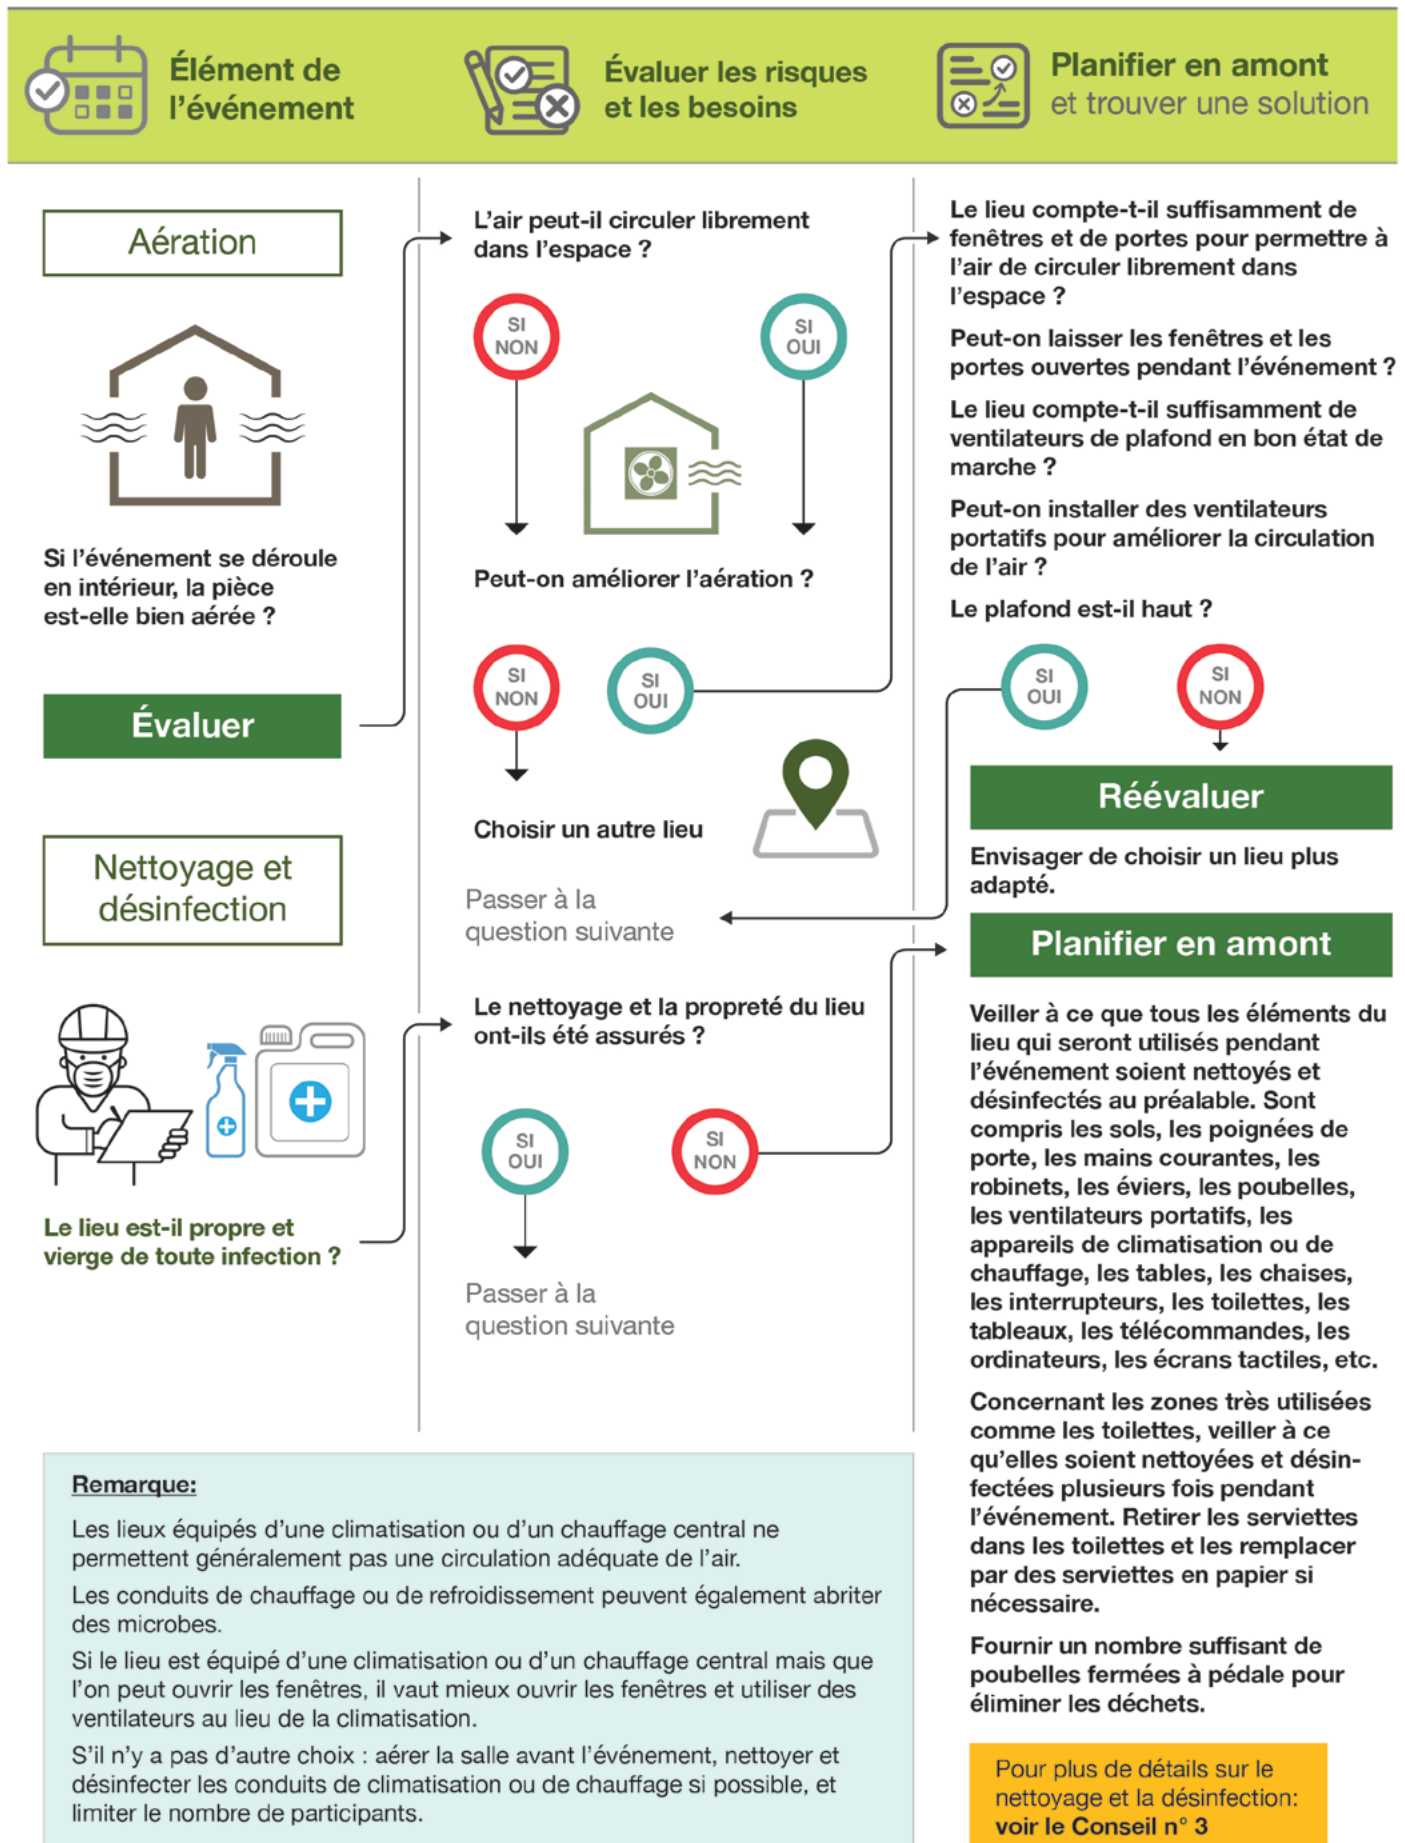 Élément de
l’événement
Évaluer les risques
et les besoins
Planifier en amont
et trouver une solution
Aération
Si l’événement se déroule
en intérieur, la pièce
est-elle bien aérée ?
Évaluer
L’air peut-il circuler librement
dans l’espace ?
SI
NON
SI
OUI
Peut-on améliorer l’aération ?
SI
NON
SI
OUI
Choisir un autre lieu
Passer à la
question suivante
Le lieu compte-t-il suffisamment de
fenêtres et de portes pour permettre à
l’air de circuler librement dans
l’espace ?
Peut-on laisser les fenêtres et les
portes ouvertes pendant l’événement ?
Le lieu compte-t-il suffisamment de
ventilateurs de plafond en bon état de
marche ?
Peut-on installer des ventilateurs
portatifs pour améliorer la circulation
de l’air ?
Le plafond est-il haut ?
SI
OUI
SI
NON
Réévaluer
Envisager de choisir un lieu plus
adapté.
Nettoyage et
désinfection
Le lieu est-il propre et
vierge de toute infection ?
Le nettoyage et la propreté du lieu
ont-ils été assurés ?
SI
OUI
SI
NON
Passer à la
question suivante
Planifier en amont
Veiller à ce que tous les éléments du
lieu qui seront utilisés pendant
l’événement soient nettoyés et
désinfectés au préalable. Sont
compris les sols, les poignées de
porte, les mains courantes, les
robinets, les éviers, les poubelles,
les ventilateurs portatifs, les
appareils de climatisation ou de
chauffage, les tables, les chaises,
les interrupteurs, les toilettes, les
tableaux, les télécommandes, les
ordinateurs, les écrans tactiles, etc.
Concernant les zones très utilisées
comme les toilettes, veiller à ce
qu’elles soient nettoyées et désin-
fectées plusieurs fois pendant
l’événement. Retirer les serviettes
dans les toilettes et les remplacer
par des serviettes en papier si
nécessaire.
Fournir un nombre suffisant de
poubelles fermées à pédale pour
éliminer les déchets.
Remarque:
Les lieux équipés d’une climatisation ou d’un chauffage central ne
permettent généralement pas une circulation adéquate de l’air.
Les conduits de chauffage ou de refroidissement peuvent également abriter
des microbes.
Si le lieu est équipé d’une climatisation ou d’un chauffage central mais que
l’on peut ouvrir les fenêtres, il vaut mieux ouvrir les fenêtres et utiliser des
ventilateurs au lieu de la climatisation.
S’il n’y a pas d’autre choix : aérer la salle avant l’événement, nettoyer et
désinfecter les conduits de climatisation ou de chauffage si possible, et
limiter le nombre de participants.
Pour plus de détails sur le
nettoyage et la désinfection:
voir le Conseil n° 3